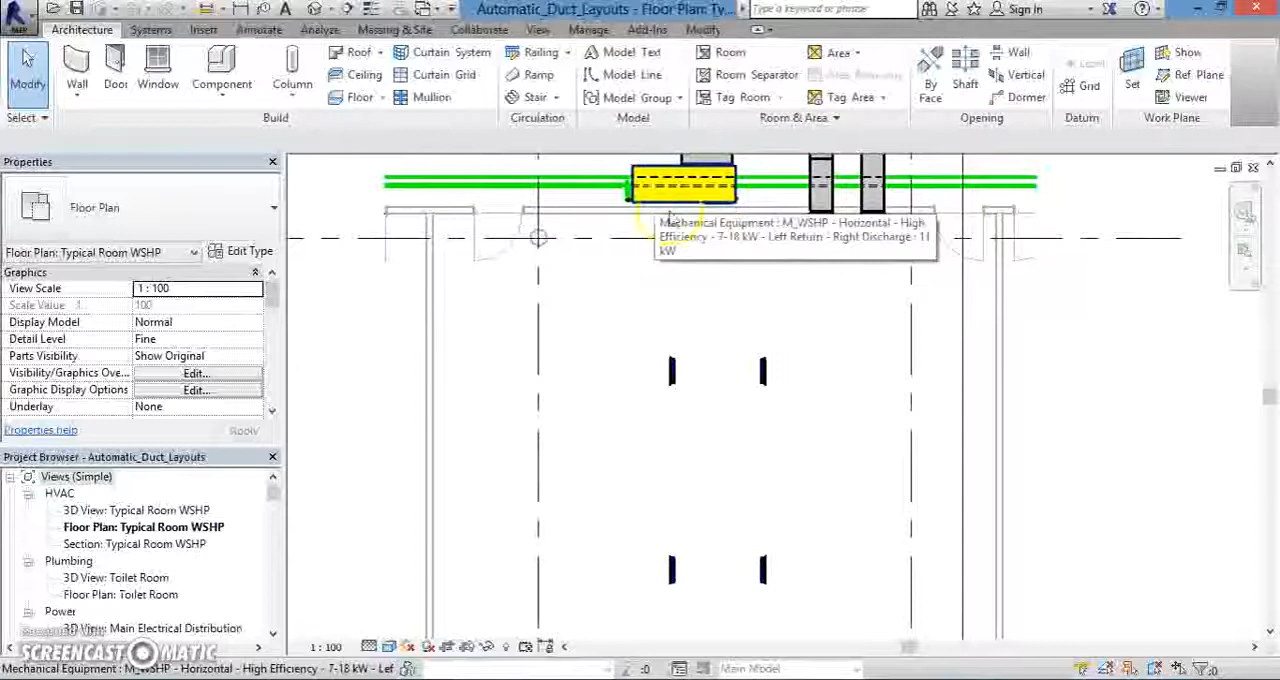 Automatic_Duct_Layouts - Floor Plan: Ty...
Type a keyword or phrase
Sign In
Architecture Systems Insert Annotate Analyze Massing & Site Collaborate View Manage Add-Ins Modify
Modify
Wall
Door
Window
Component
Column
Roof
Ceiling
Floor
Curtain System
Curtain Grid
Mullion
Railing
Ramp
Stair
Model Text
Model Line
Model Group
Room
Room Separator
Tag Room
Area
Area Boundary
Tag Area
By
Face
Shaft
Wall
Vertical
Dormer
Level
Grid
Set
Show
Ref Plane
Viewer
Select
Build
Circulation
Model
Room & Area
Opening
Datum
Work Plane
Properties
Floor Plan
Floor Plan: Typical Room WSHP
Edit Type
Graphics
View Scale 1 : 100
Scale Value 1: 100
Display Model Normal
Detail Level Fine
Parts Visibility Show Original
Visibility/Graphics Ove... Edit...
Graphic Display Options Edit...
Underlay None
Properties help
Apply
Project Browser - Automatic_Duct_Layouts
Views (Simple)
HVAC
3D View: Typical Room WSHP
Floor Plan: Typical Room WSHP
Section: Typical Room WSHP
Plumbing
3D View: Toilet Room
Floor Plan: Toilet Room
Power
3D View: Main Electrical Distribution
SCREENCAST MATIC
Mechanical Equipment : M_WSHP - Horizontal - High
Efficiency - 7-18 kW - Left Return - Right Discharge : 11
kW
1 : 100
Mechanical Equipment : M_WSHP - Horizontal - High Efficiency - 7-18 kW - Lef
:0
Main Model
:0